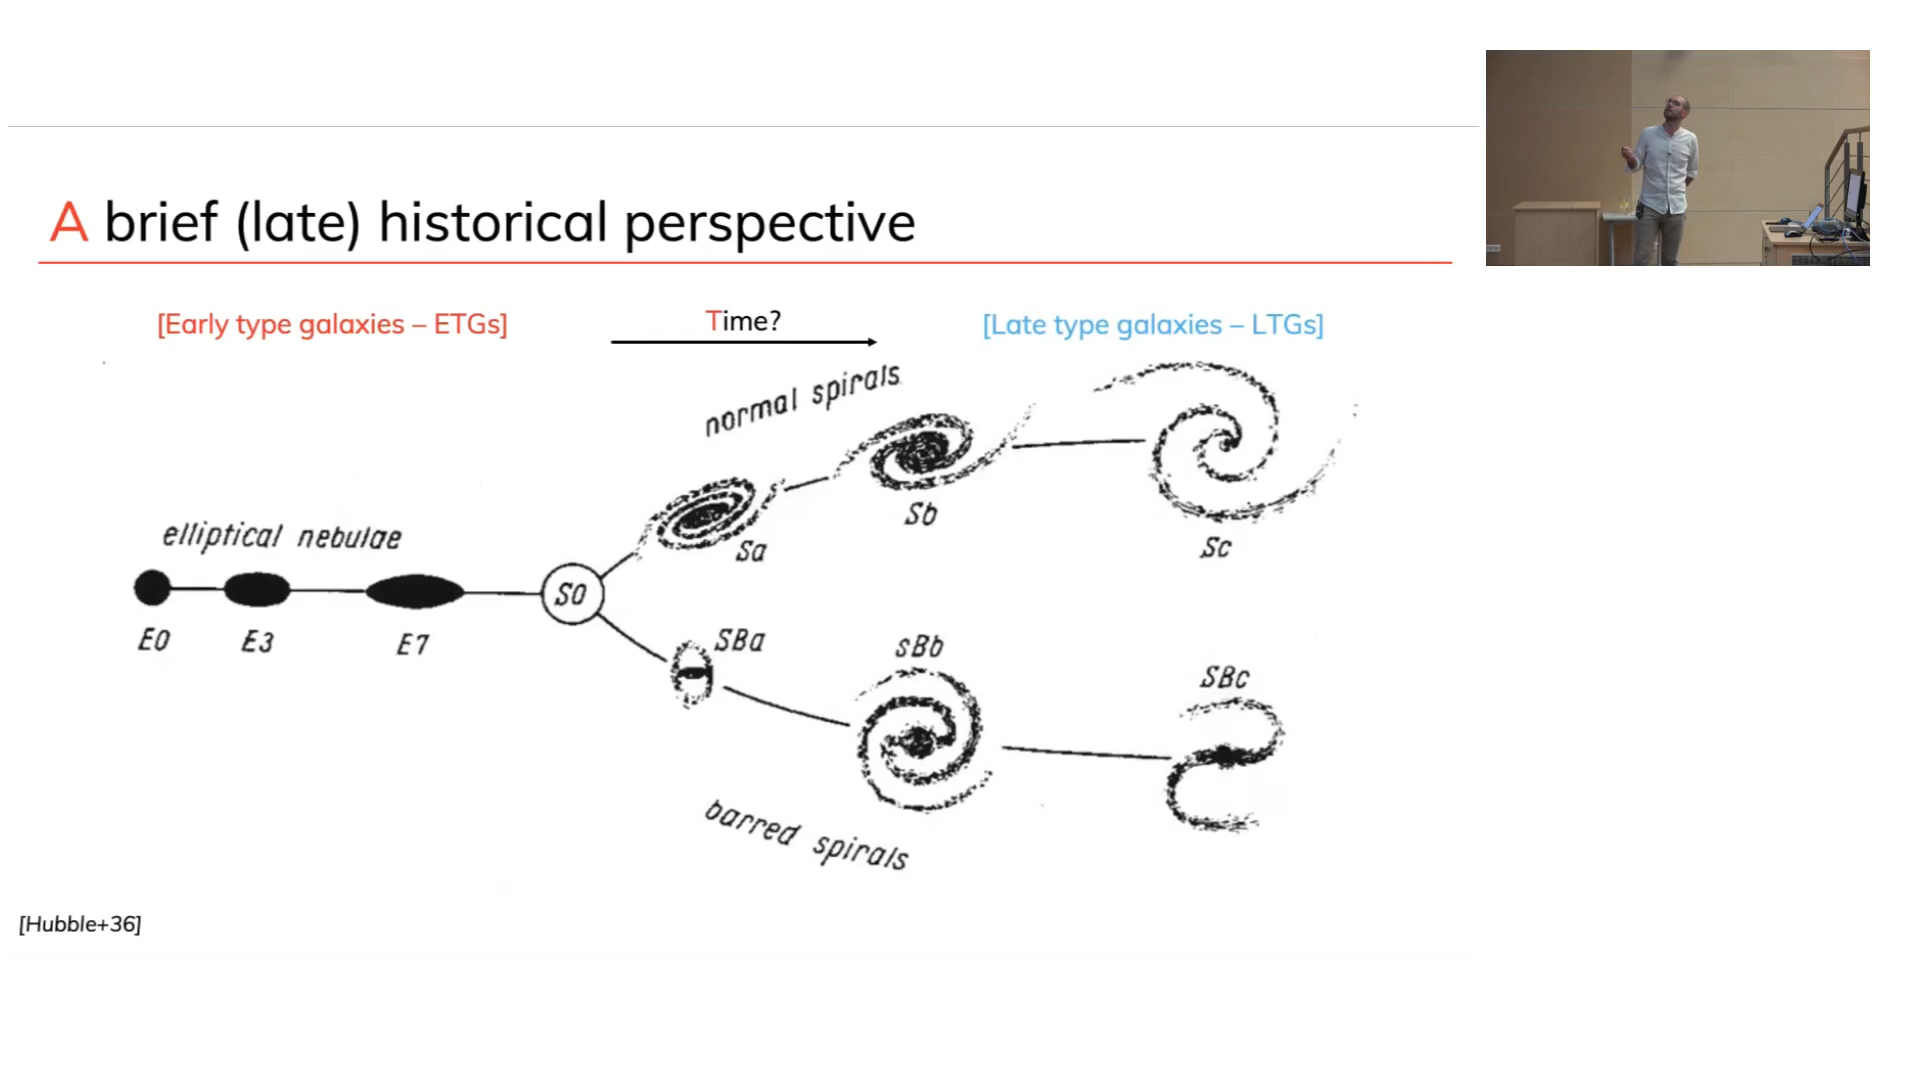 A brief (late) historical perspective
[Early type galaxies – ETGs]
Time?
[Late type galaxies – LTGs]
normal spirals
elliptical nebulae
Sa
Sb
Sc
E0
E3
E7
S0
SBa
sBb
SBc
barred spirals
[Hubble+36]